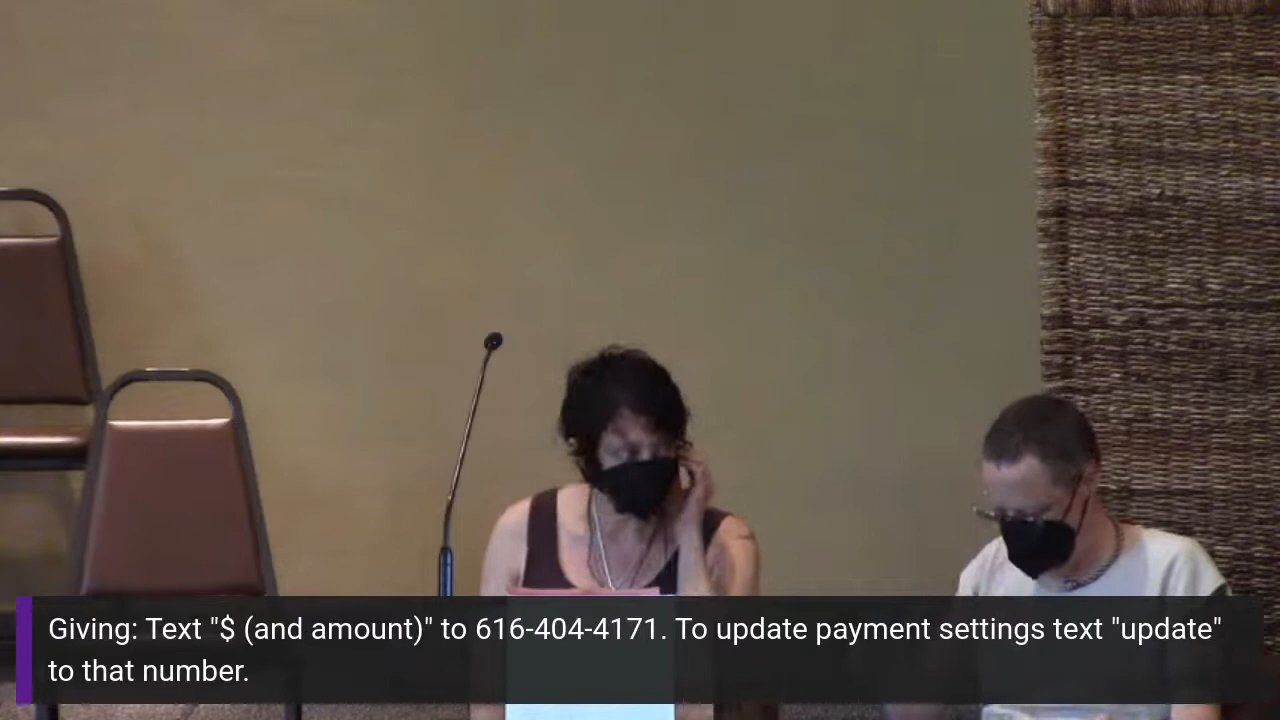 Giving: Text "$ (and amount)" to 616-404-4171. To update payment settings text "update"
to that number.